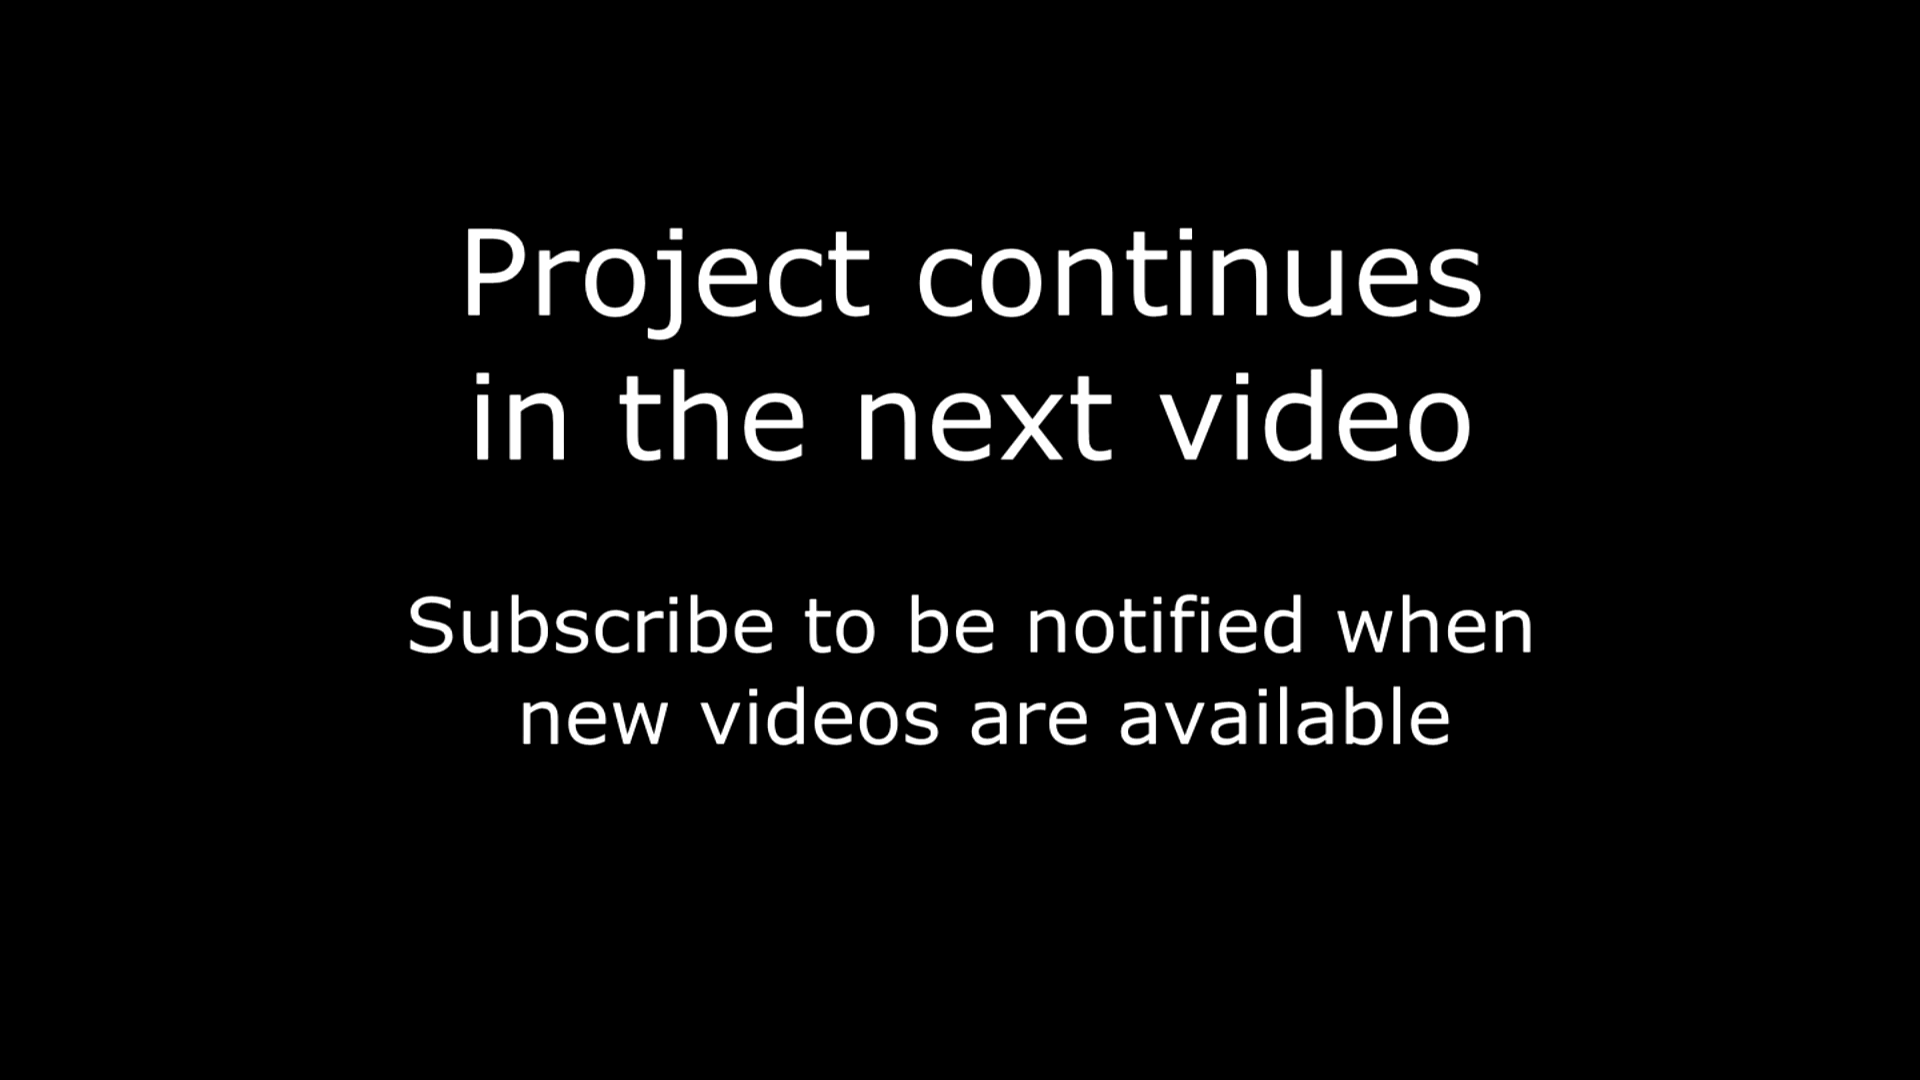 Project continues
in the next video
Subscribe to be notified when
new videos are available